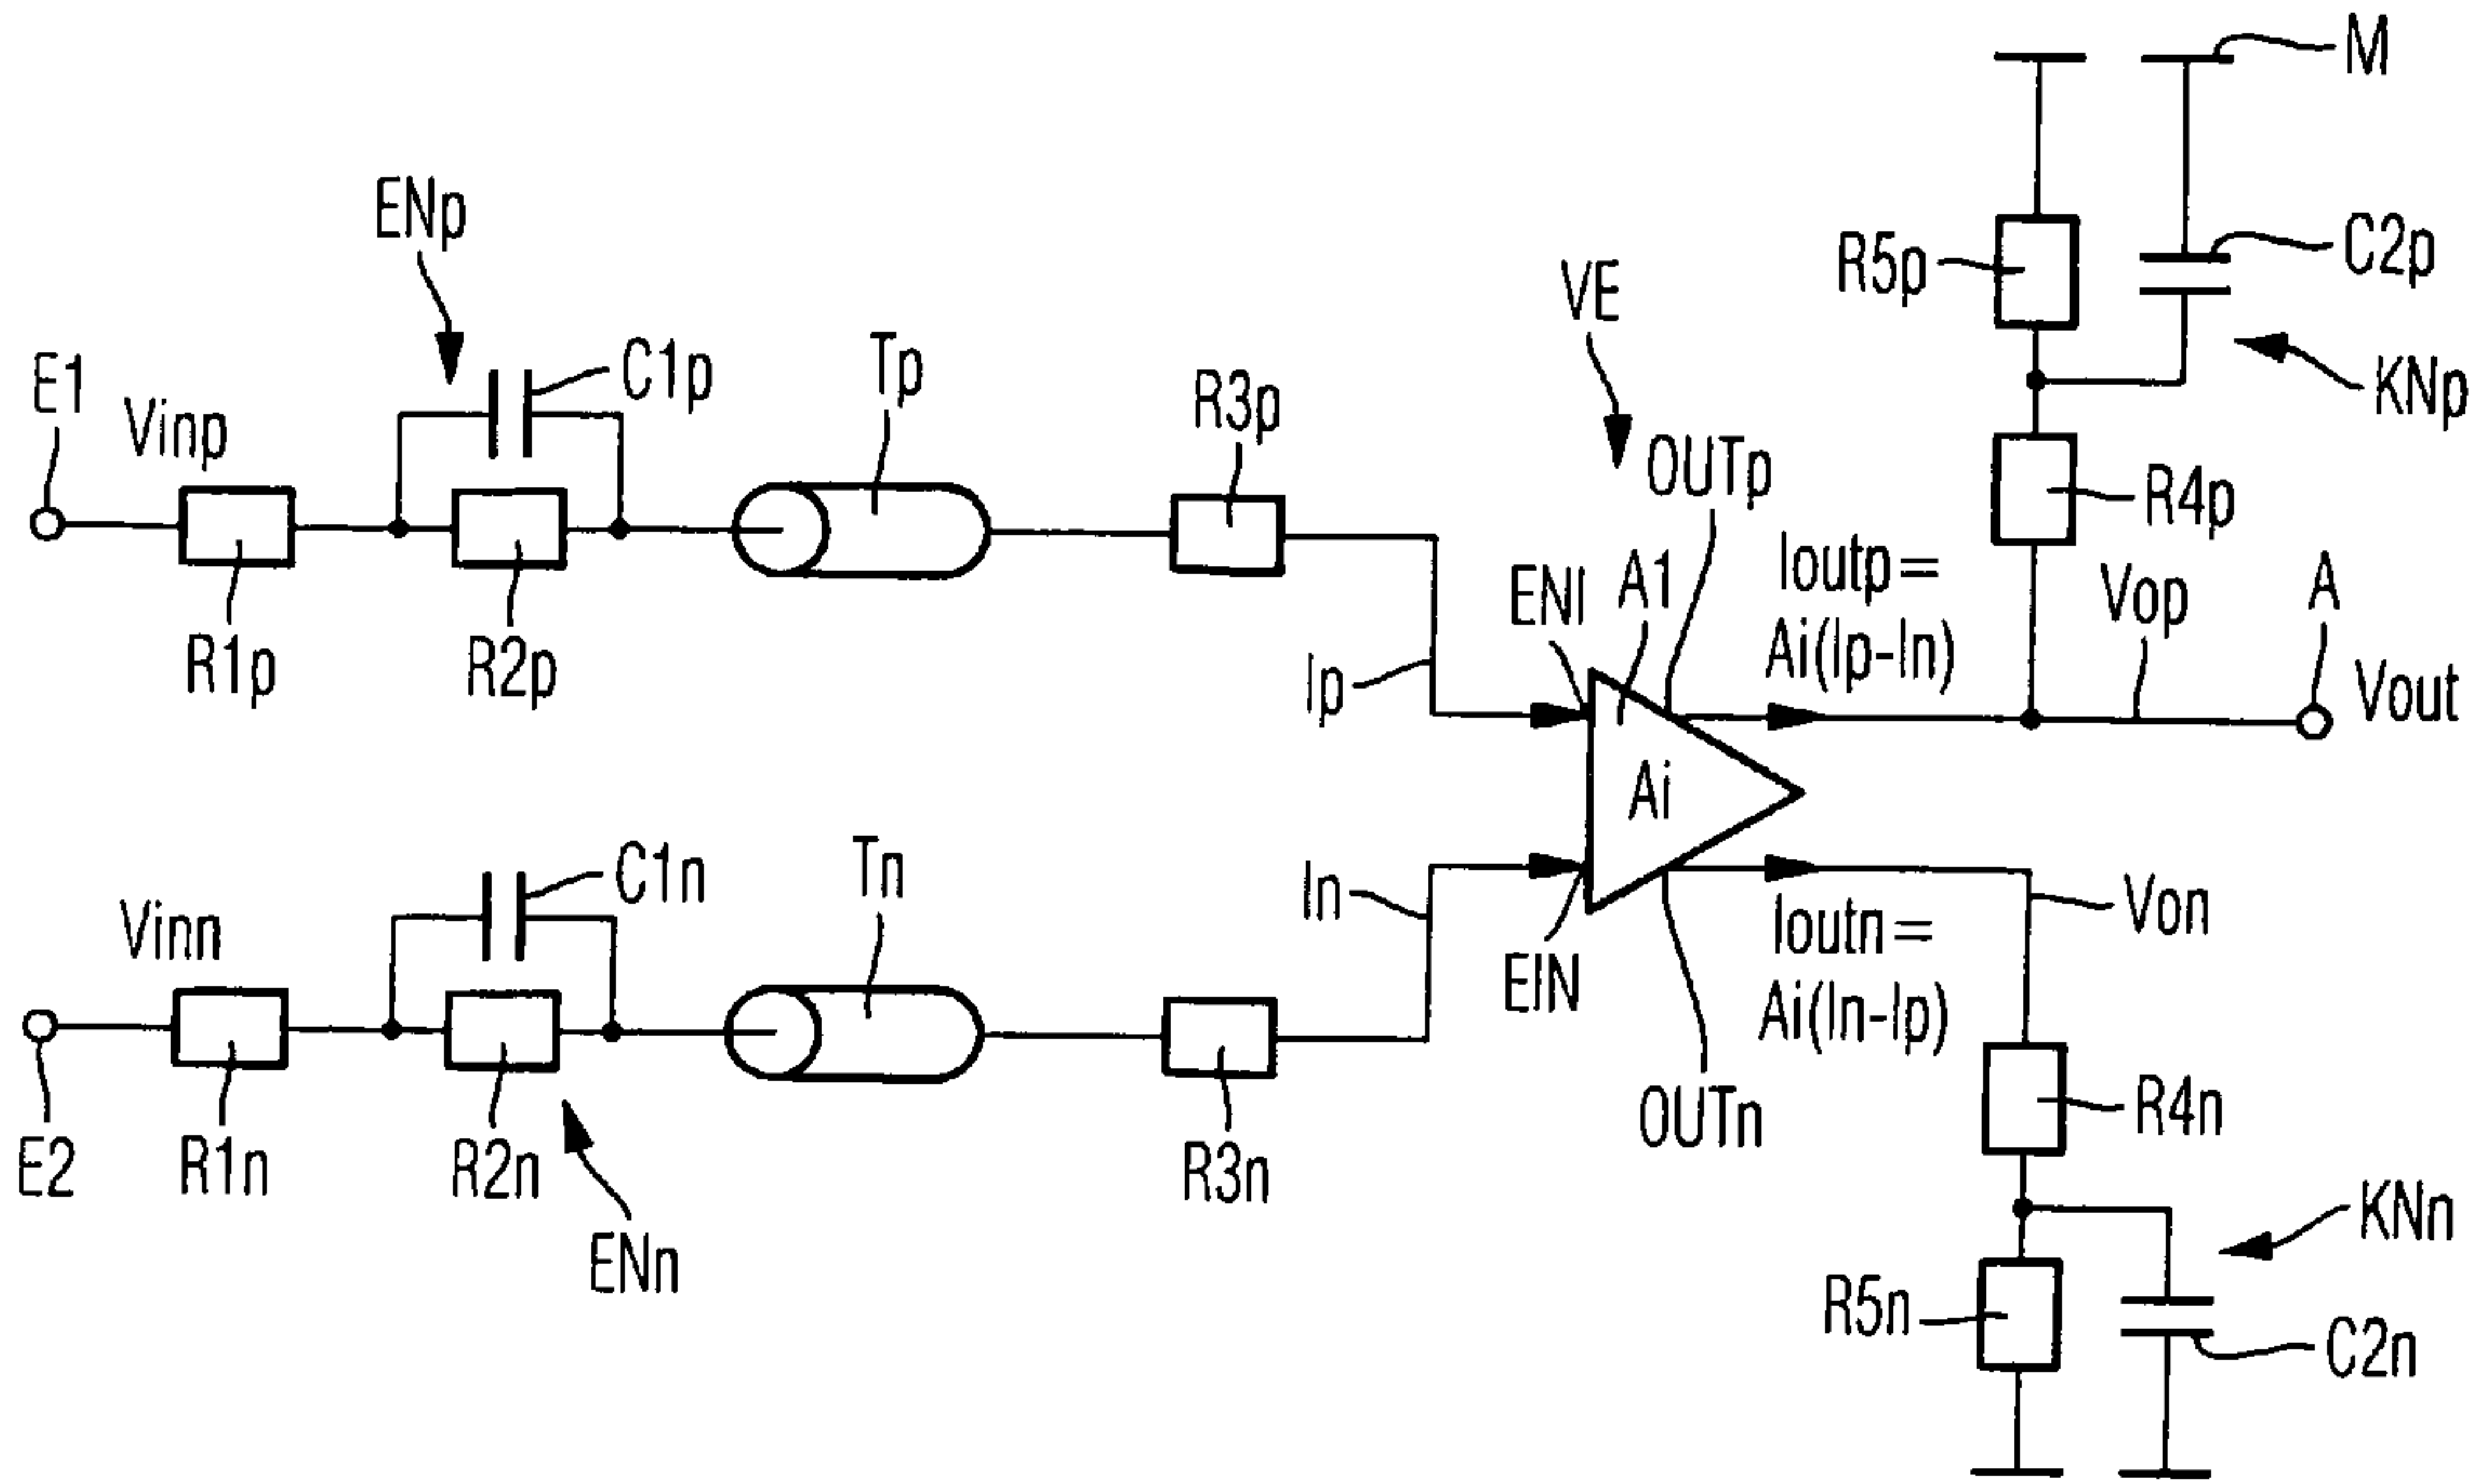 M
ENp
C2p
R5p
VE
E1
C1p
Tp
R3p
KNp
Vinp
OUTp
R4p
Ioutp=
Ai(Ip-In)
ENI
A1
Vop
A
R1p
R2p
Ip
Vout
Ai
C1n
Tn
In
Von
Vinn
Ioutn=
Ai(In-Ip)
EIN
OUTn
R4n
E2
R1n
R2n
R3n
KNn
ENn
R5n
C2n